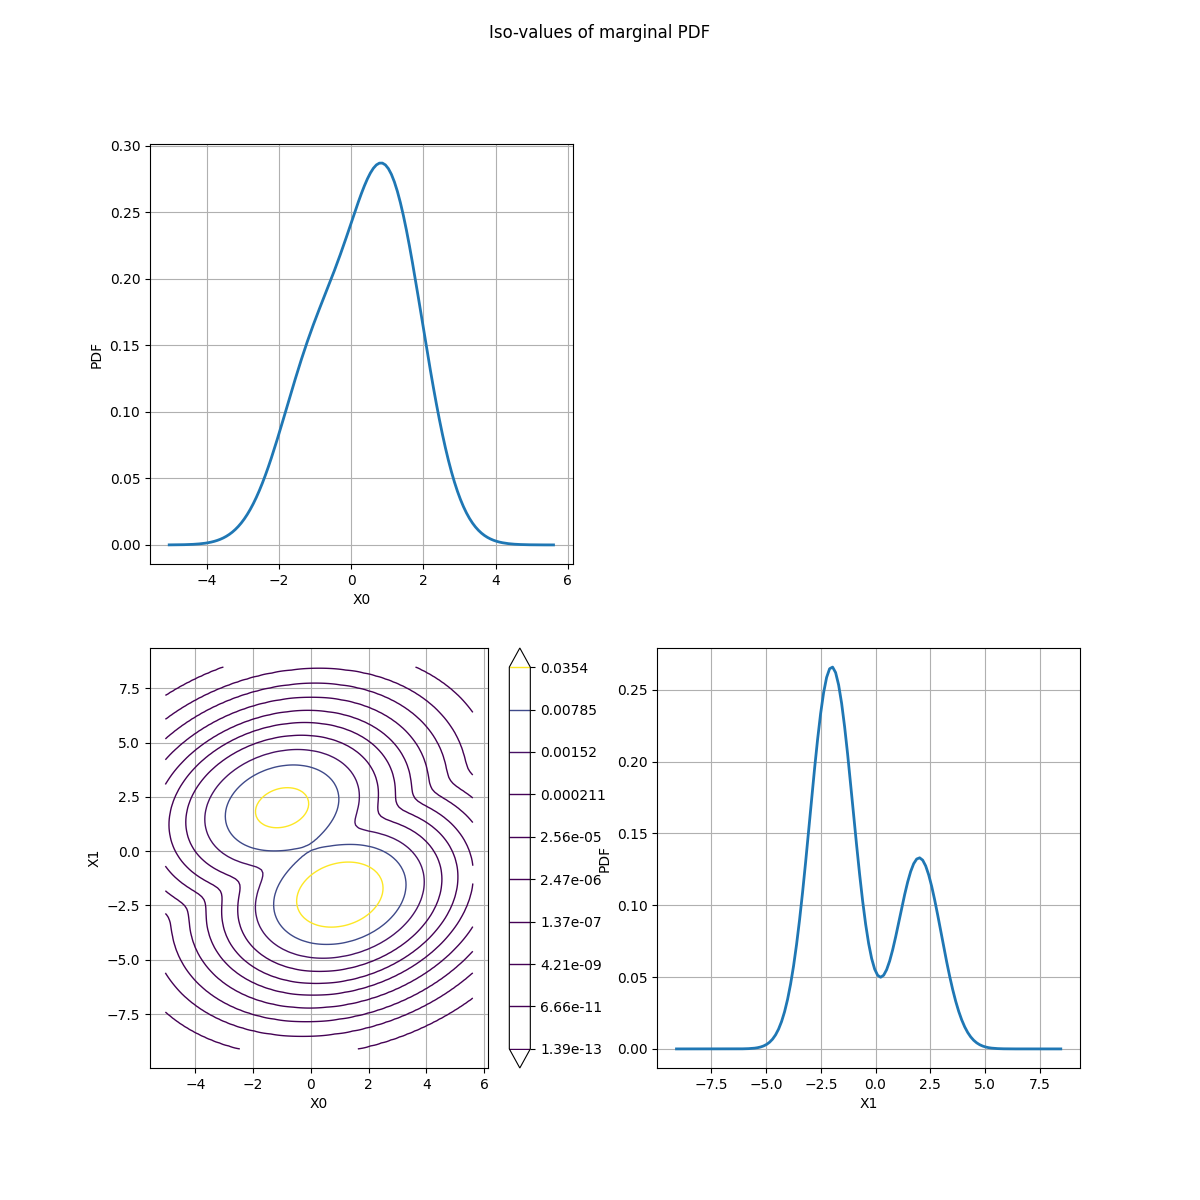 Iso-values of marginal PDF
0.30
0.25
0.20
0.15
0.10
0.05
0.00
PDF
−4 −2 0 2 4 6
X0
7.5
5.0
2.5
0.0
−2.5
−5.0
−7.5
X1
−4 −2 0 2 4 6
X0
0.0354
0.00785
0.00152
0.000211
2.56e-05
2.47e-06
1.37e-07
4.21e-09
6.66e-11
1.39e-13
0.25
0.20
0.15
0.10
0.05
0.00
PDF
−7.5 −5.0 −2.5 0.0 2.5 5.0 7.5
X1